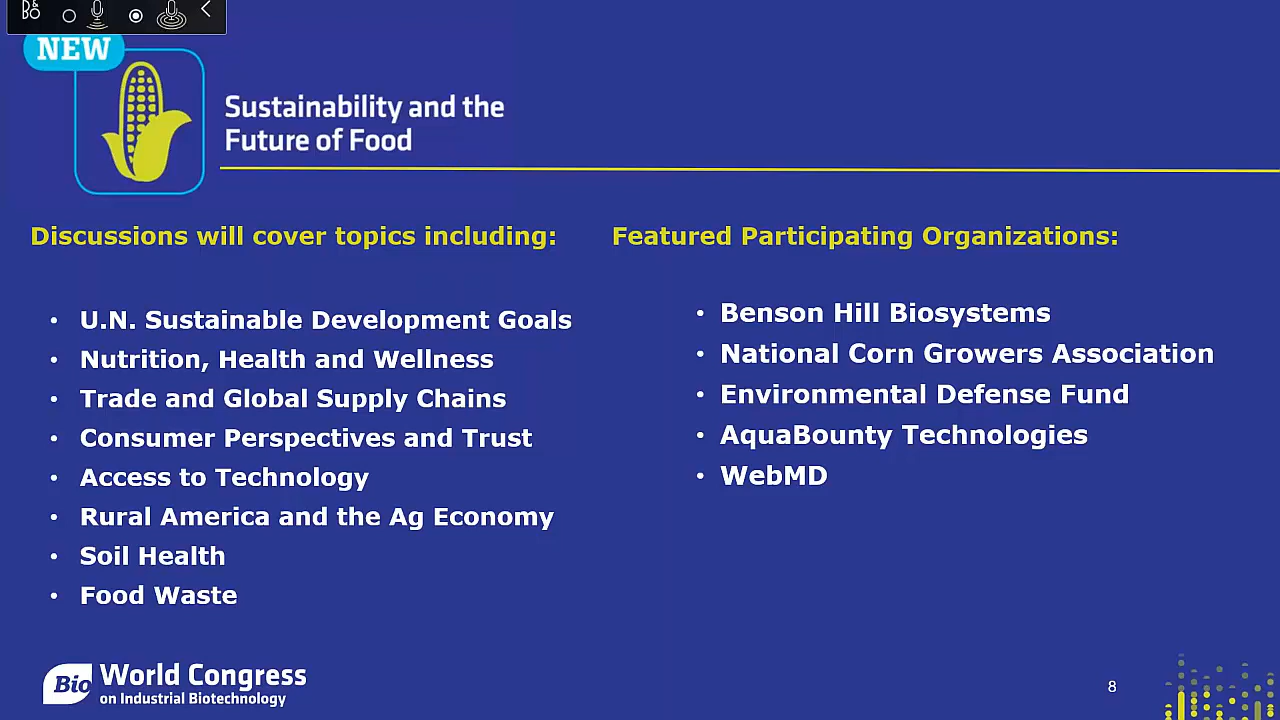 B&
O
NEW
Sustainability and the
Future of Food
Discussions will cover topics including:
• U.N. Sustainable Development Goals
• Nutrition, Health and Wellness
• Trade and Global Supply Chains
• Consumer Perspectives and Trust
• Access to Technology
• Rural America and the Ag Economy
• Soil Health
• Food Waste
Featured Participating Organizations:
• Benson Hill Biosystems
• National Corn Growers Association
• Environmental Defense Fund
• AquaBounty Technologies
• WebMD
Bio World Congress
on Industrial Biotechnology
8